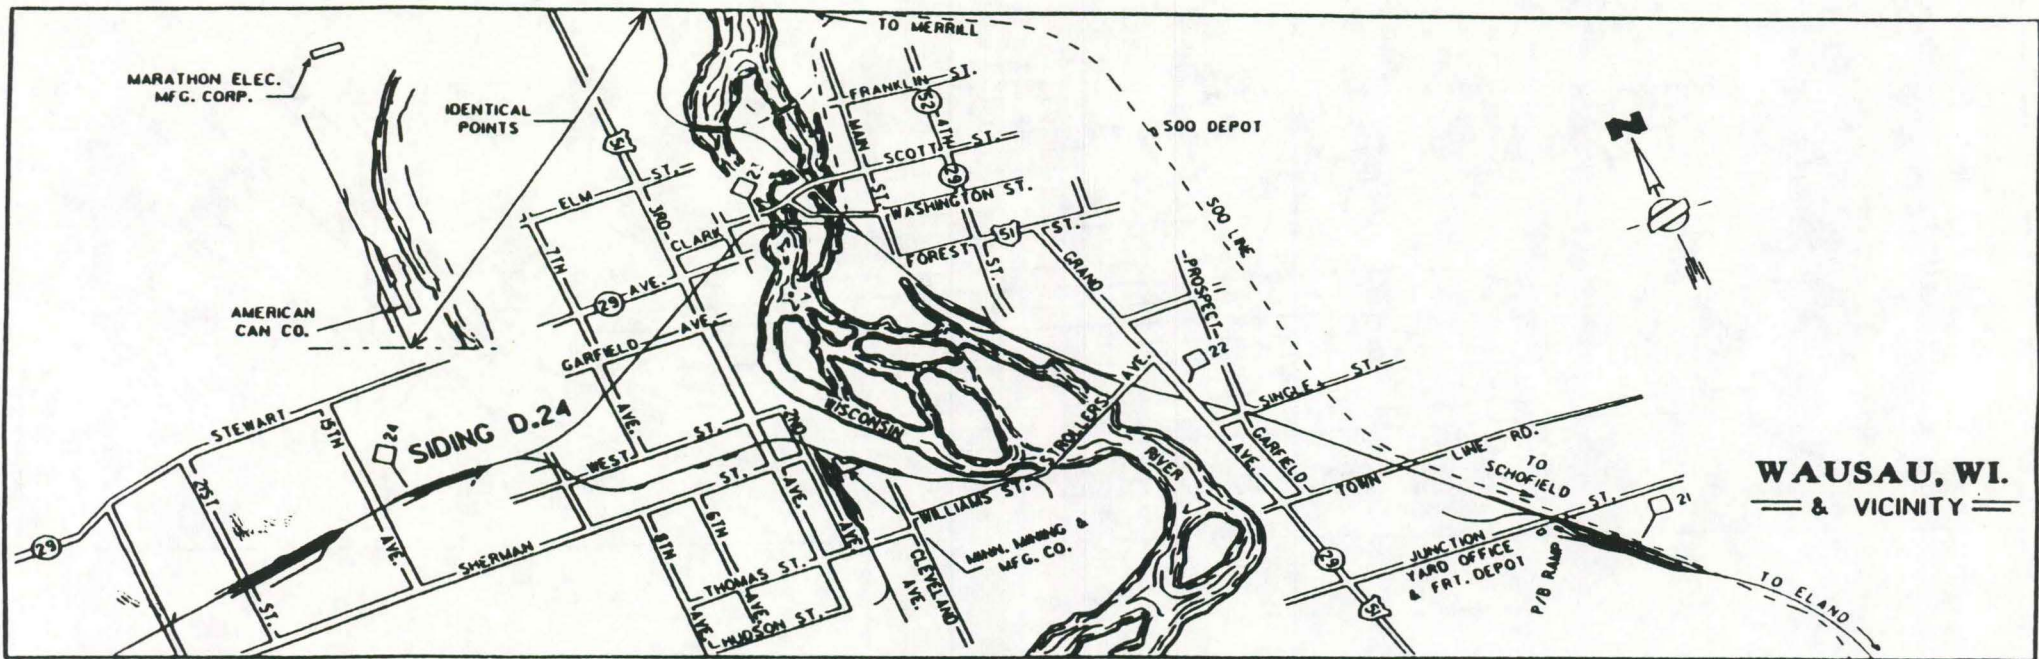 TO MERRILL
MARATHON ELEC.
MFG. CORP.
IDENTICAL
POINTS
FRANKLIN ST.
52
4TH
MAIN
ST.
SCOTT ST.
29
51
SOO DEPOT
N
ELM ST.
3RD
WASHINGTON ST.
CLARK
FOREST ST.
51
ST.
SOO LINE
7TH
29 AVE.
GRAND
PROSPECT
AMERICAN
CAN CO.
GARFIELD AVE.
22
STEWART
15TH
24
SIDING D.24
AVE.
WEST ST.
2ND
WISCONSIN
STROLLERS AVE.
RIVER
SINGLE ST.
GARFIELD
AVE.
TOWN LINE RD.
TO
SCHOFIELD
WAUSAU, WI.
& VICINITY
21ST
ST.
29
AVE.
SHERMAN ST.
8TH
AVE.
6TH
AVE.
AVE.
AVE.
WILLIAMS ST.
THOMAS ST.
HUDSON ST.
CLEVELAND
AVE.
MINN. MINING &
MFG. CO.
29
51
JUNCTION ST.
YARD OFFICE
& FRT. DEPOT
P/B RAMP
21
TO ELAND